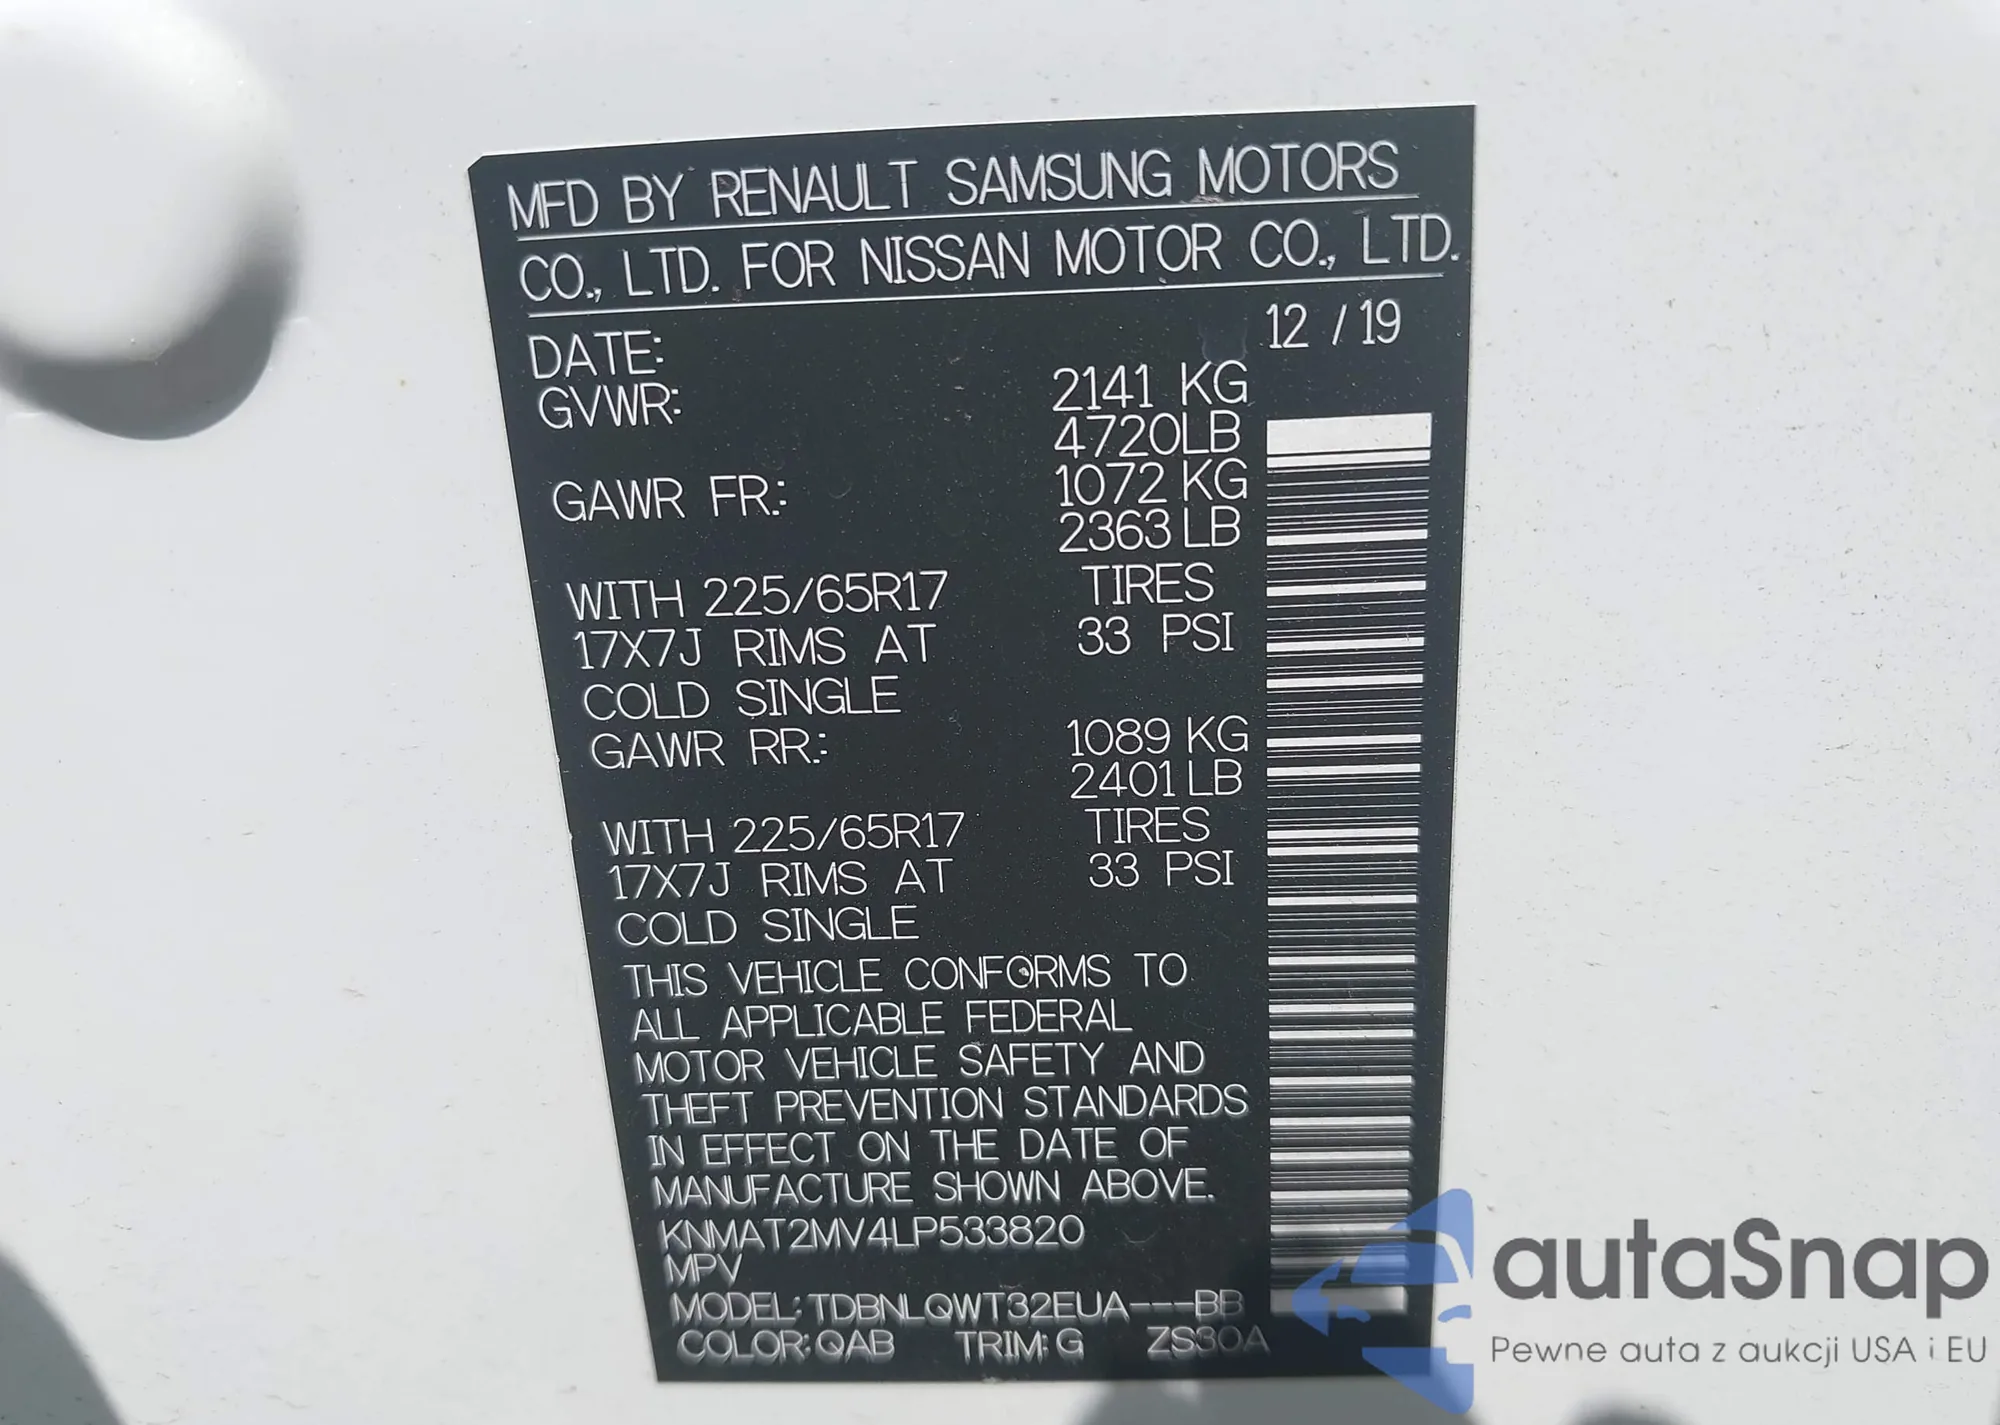 MFD BY RENAULT SAMSUNG MOTORS
CO., LTD. FOR NISSAN MOTOR CO., LTD.
DATE: 12 / 19
GVWR: 2141 KG
4720LB
GAWR FR.: 1072 KG
2363 LB
WITH 225/65R17 TIRES
17X7J RIMS AT 33 PSI
COLD SINGLE
GAWR RR.: 1089 KG
2401 LB
WITH 225/65R17 TIRES
17X7J RIMS AT 33 PSI
COLD SINGLE
THIS VEHICLE CONFORMS TO
ALL APPLICABLE FEDERAL
MOTOR VEHICLE SAFETY AND
THEFT PREVENTION STANDARDS
IN EFFECT ON THE DATE OF
MANUFACTURE SHOWN ABOVE.
KNMAT2MV4LP533820
MPV
MODEL:TDBNLQWT32EUA---BB
COLOR:QAB TRIM:G ZS30A
autaSnap
Pewne auta z aukcji USA i EU